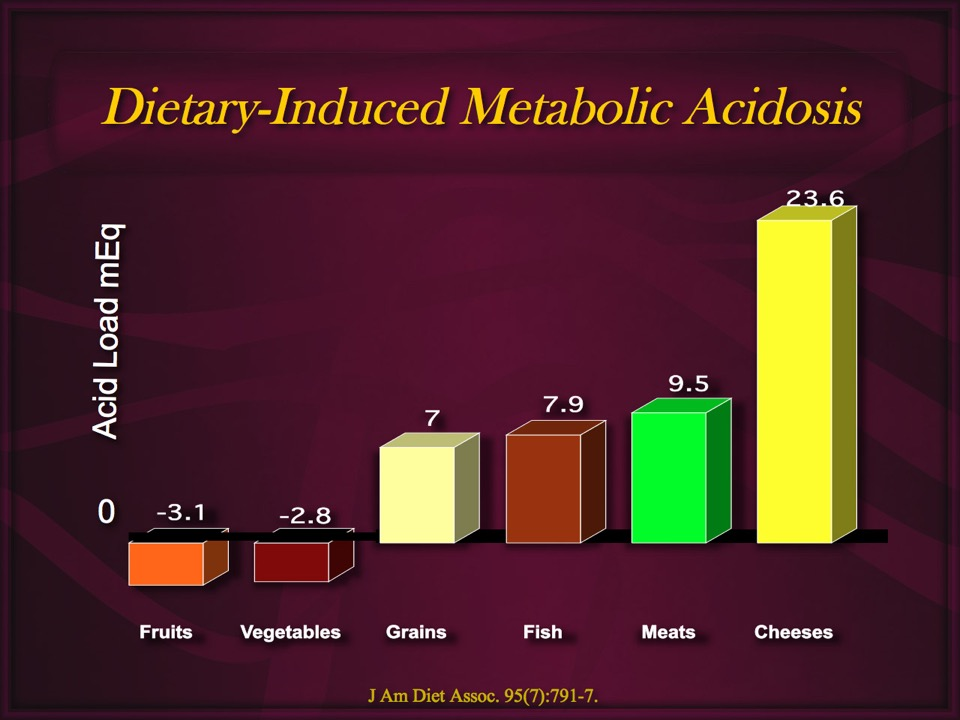 Dietary-Induced Metabolic Acidosis
Acid Load mEq
23.6
9.5
7.9
7
0
-3.1
-2.8
Fruits Vegetables Grains Fish Meats Cheeses
J Am Diet Assoc. 95(7):791-7.